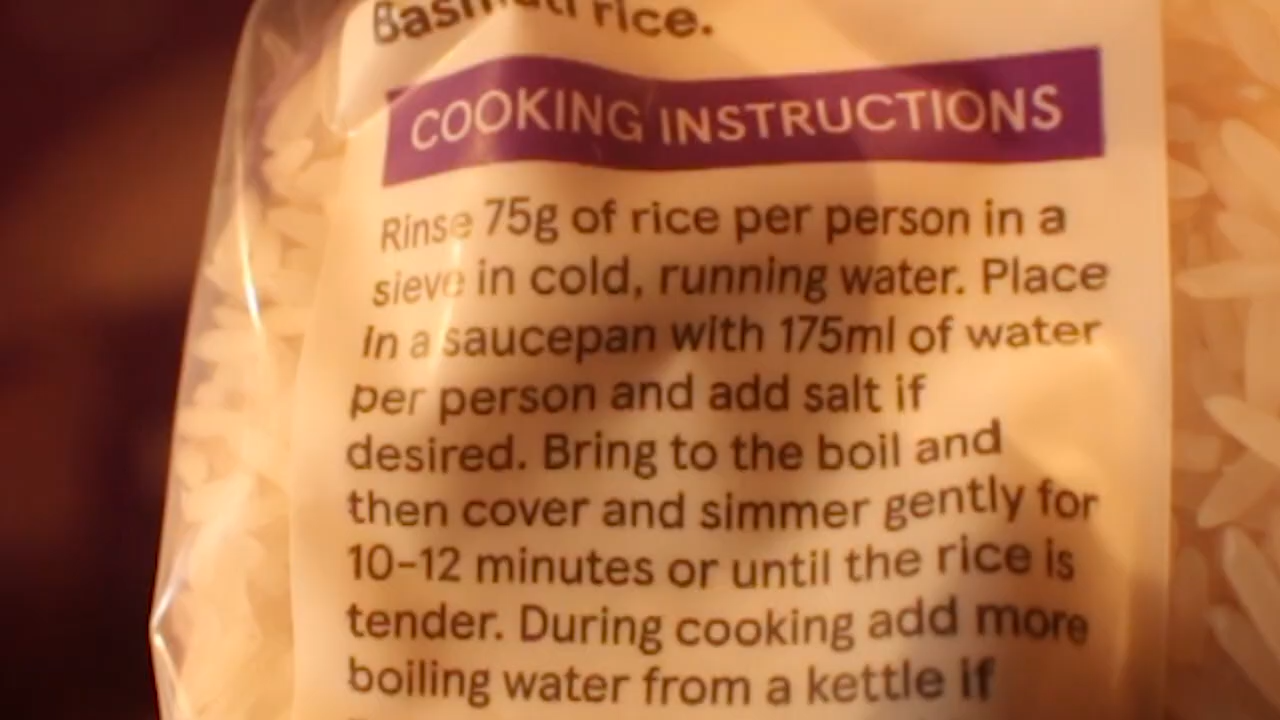 Basmati rice.
COOKING INSTRUCTIONS
Rinse 75g of rice per person in a
sieve in cold, running water. Place
in a saucepan with 175ml of water
per person and add salt if
desired. Bring to the boil and
then cover and simmer gently for
10-12 minutes or until the rice is
tender. During cooking add more
boiling water from a kettle if